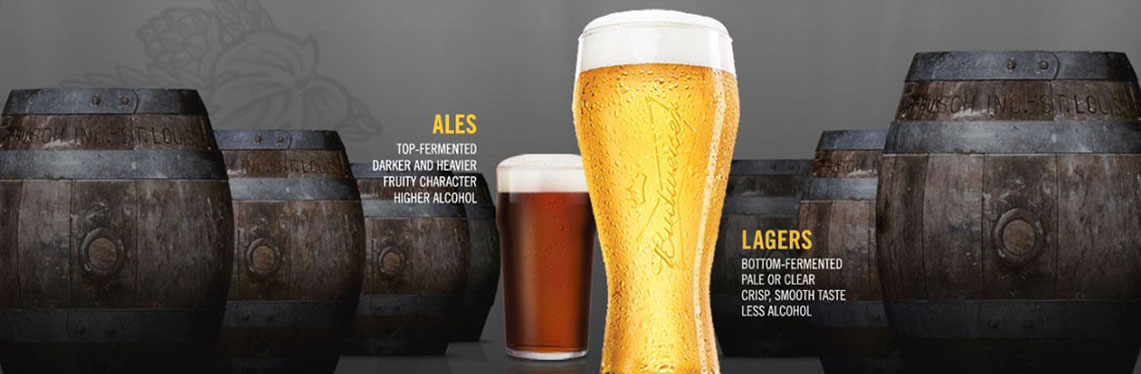 ALES
TOP-FERMENTED
DARKER AND HEAVIER
FRUITY CHARACTER
HIGHER ALCOHOL
Budweiser
LAGERS
BOTTOM-FERMENTED
PALE OR CLEAR
CRISP, SMOOTH TASTE
LESS ALCOHOL